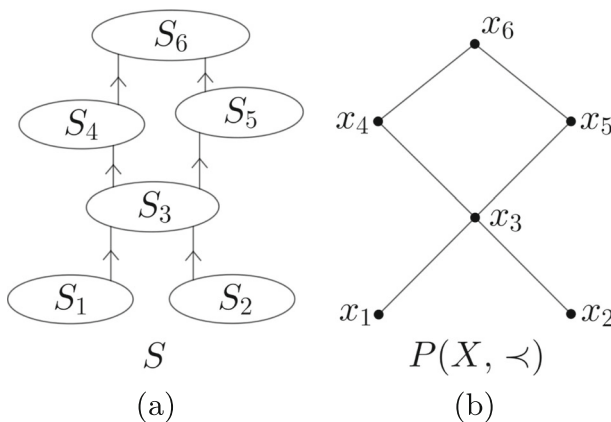 S₆ x₆
S₄ S₅ x₄ x₅
S₃ x₃
S₁ S₂ x₁ x₂
S P(X, ≺)
(a) (b)